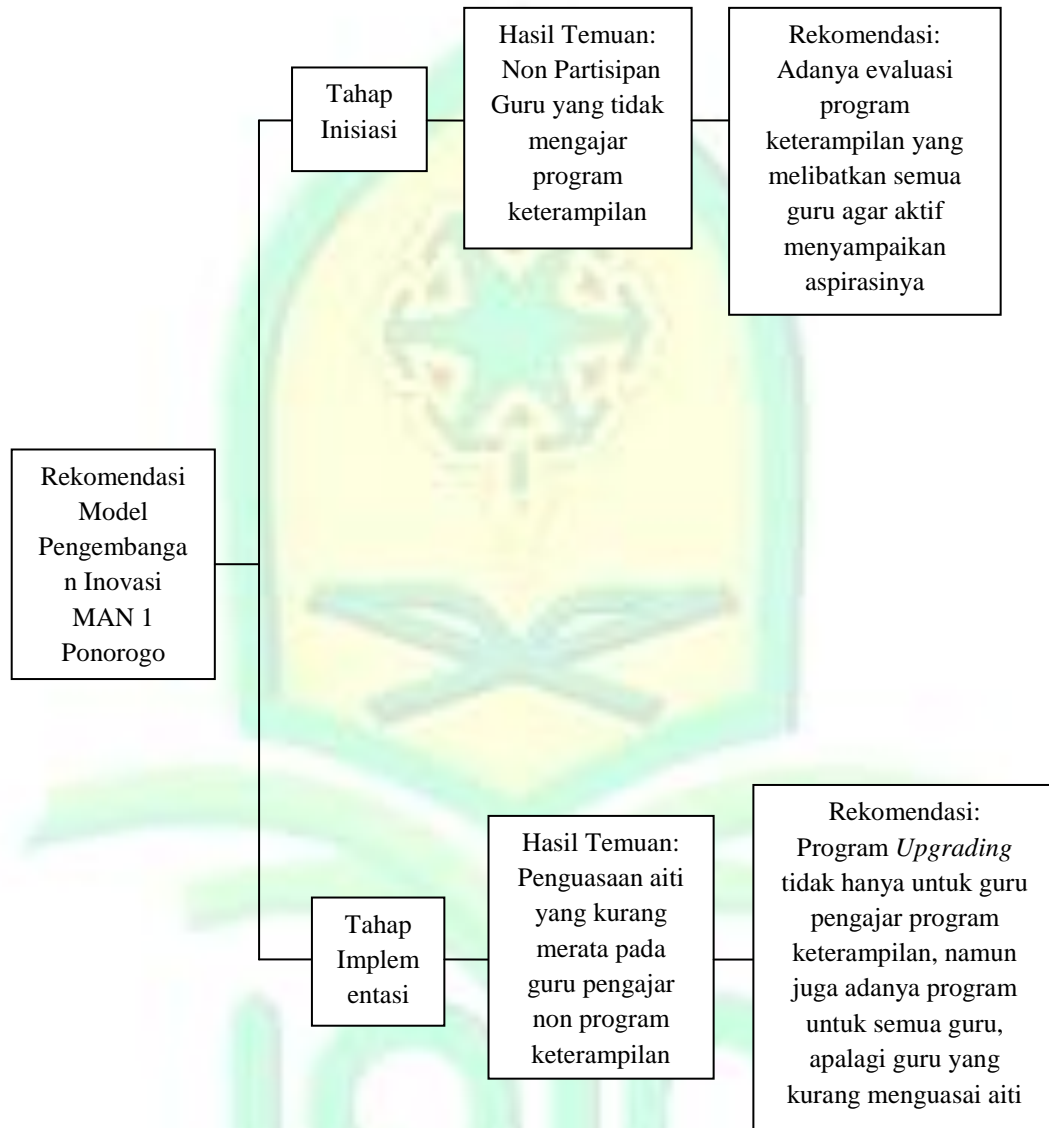 Rekomendasi
Model
Pengembanga
n Inovasi
MAN 1
Ponorogo
Tahap
Inisiasi
Hasil Temuan:
Non Partisipan
Guru yang tidak
mengajar
program
keterampilan
Rekomendasi:
Adanya evaluasi
program
keterampilan yang
melibatkan semua
guru agar aktif
menyampaikan
aspirasinya
Tahap
Implem
entasi
Hasil Temuan:
Penguasaan aiti
yang kurang
merata pada
guru pengajar
non program
keterampilan
Rekomendasi:
Program Upgrading
tidak hanya untuk guru
pengajar program
keterampilan, namun
juga adanya program
untuk semua guru,
apalagi guru yang
kurang menguasai aiti